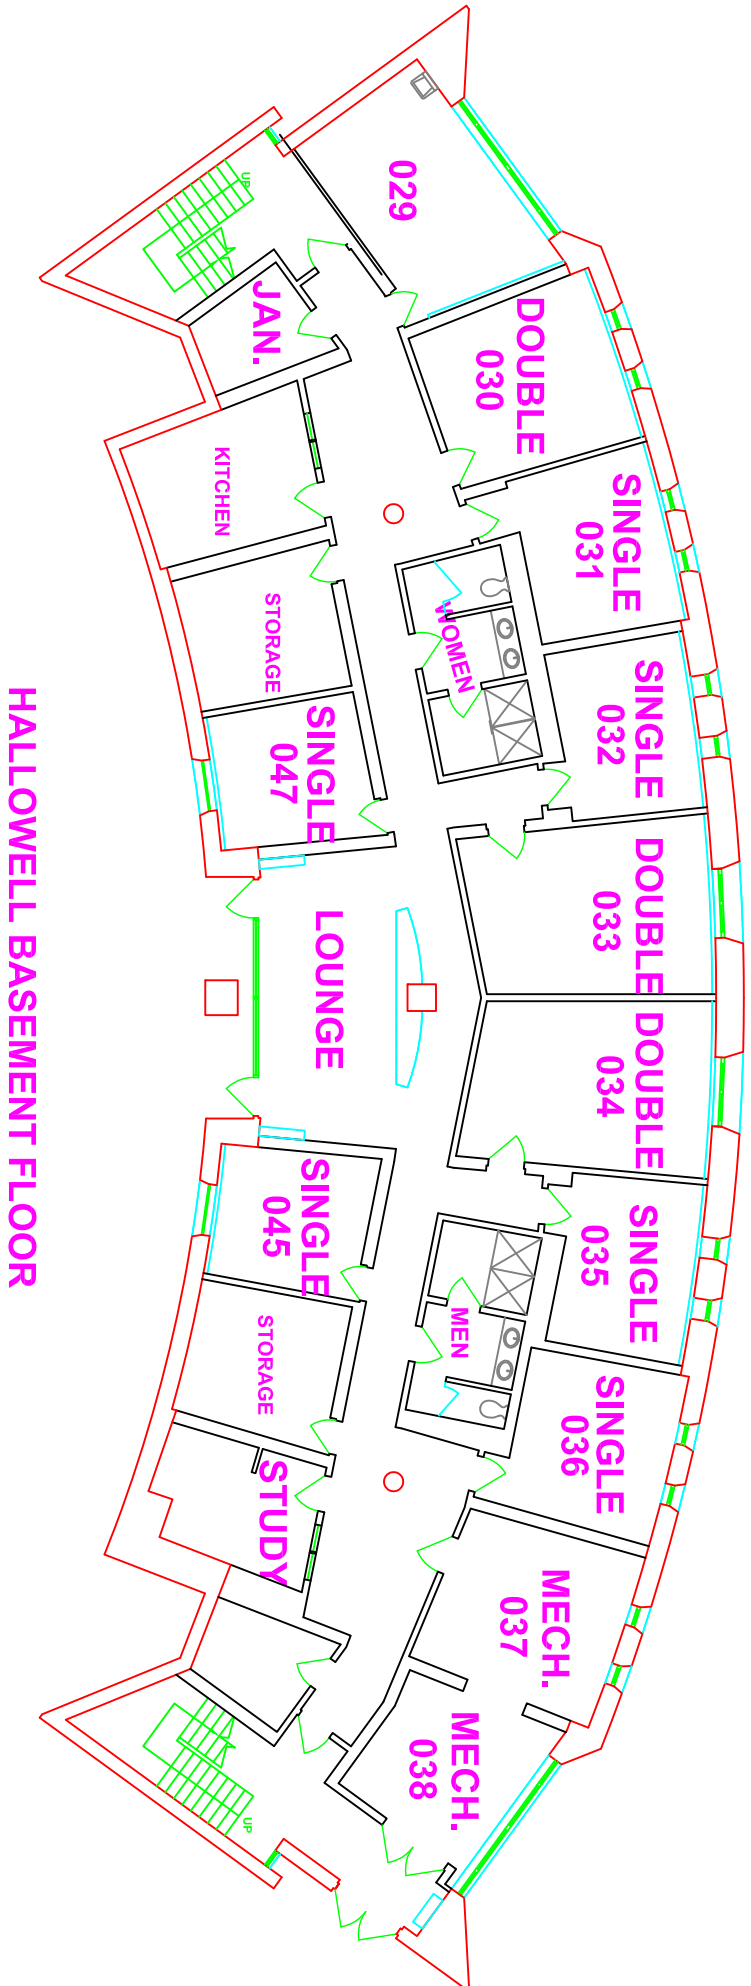 029
UP
JAN.
DOUBLE
030
KITCHEN
SINGLE
031
STORAGE
WOMEN
SINGLE
032
SINGLE
047
DOUBLE
033
LOUNGE
DOUBLE
034
SINGLE
045
SINGLE
035
MEN
STORAGE
SINGLE
036
STUDY
MECH.
037
MECH.
038
UP
HALLOWELL BASEMENT FLOOR